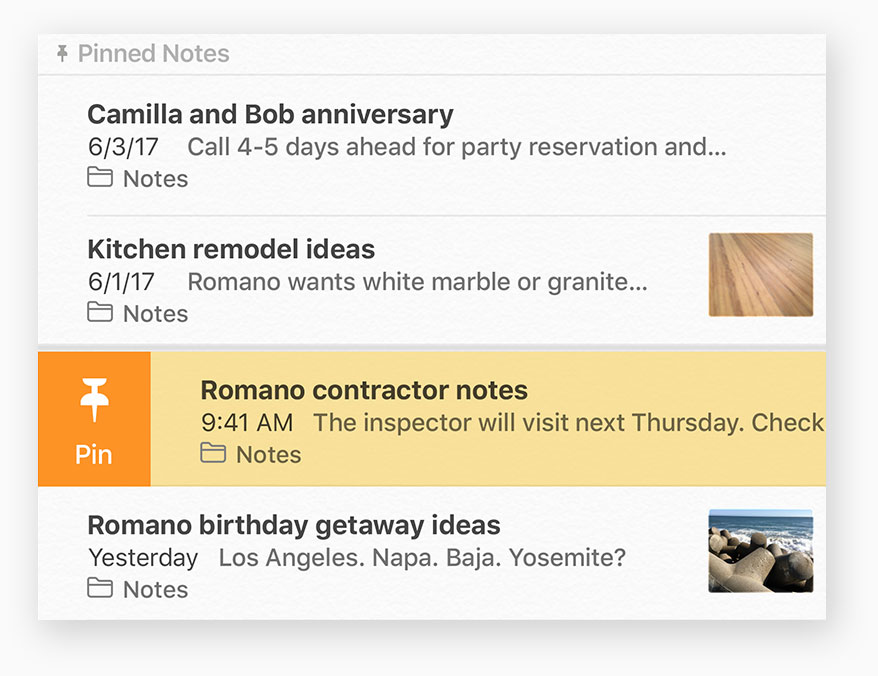 Pinned Notes
Camilla and Bob anniversary
6/3/17 Call 4-5 days ahead for party reservation and...
Notes
Kitchen remodel ideas
6/1/17 Romano wants white marble or granite...
Notes
Romano contractor notes
9:41 AM The inspector will visit next Thursday. Check
Notes
Pin
Romano birthday getaway ideas
Yesterday Los Angeles. Napa. Baja. Yosemite?
Notes